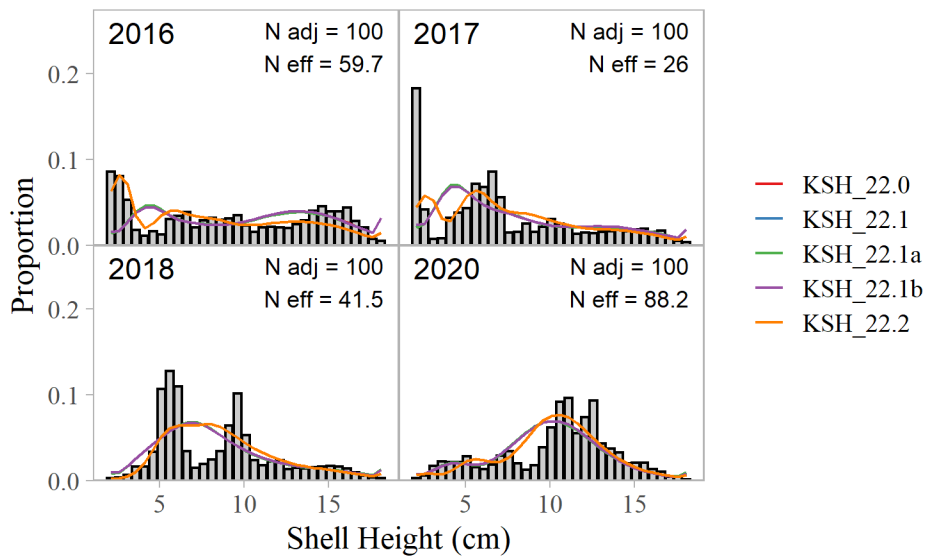 2016
N adj = 100
N eff = 59.7
2017
N adj = 100
N eff = 26
2018
N adj = 100
N eff = 41.5
2020
N adj = 100
N eff = 88.2
Proportion
0.2
0.1
0.0
0.2
0.1
0.0
5
10
15
5
10
15
Shell Height (cm)
KSH_22.0
KSH_22.1
KSH_22.1a
KSH_22.1b
KSH_22.2